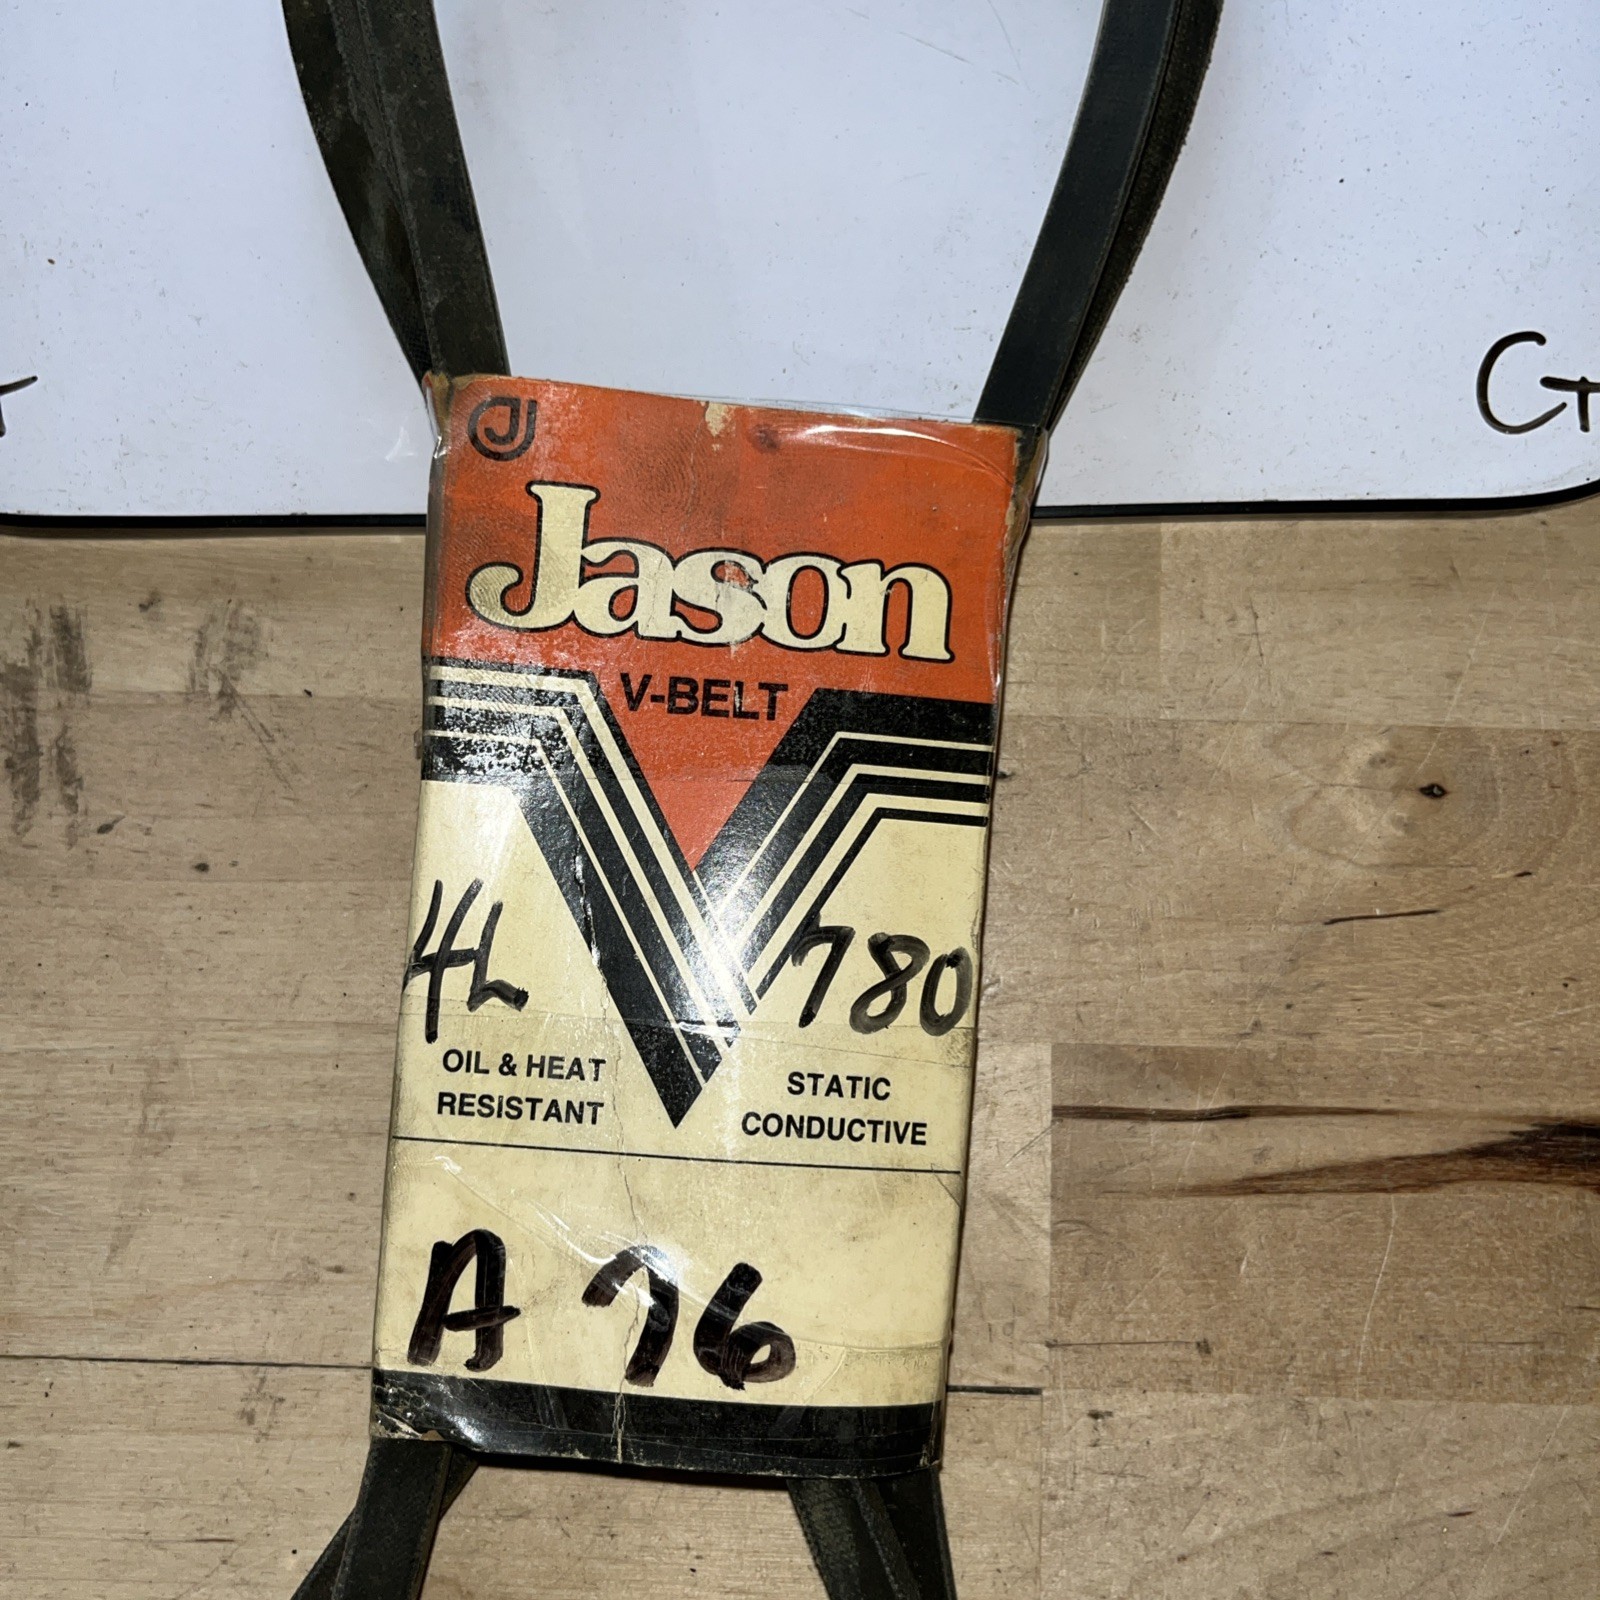 Jason
V-BELT
4L 780
OIL & HEAT
RESISTANT
STATIC
CONDUCTIVE
A 76